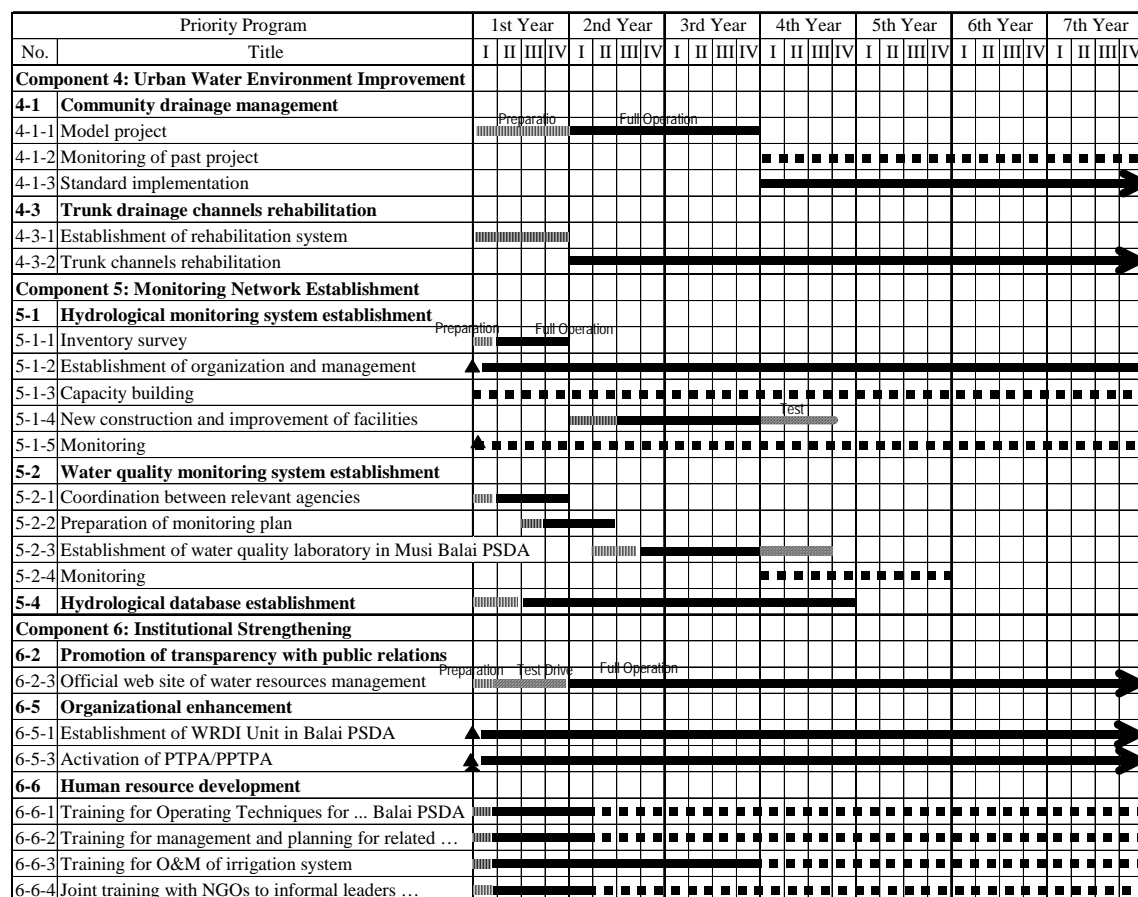 Priority Program 1st Year 2nd Year 3rd Year 4th Year 5th Year 6th Year 7th Year
No. Title I II III IV I II III IV I II III IV I II III IV I II III IV I II III IV I II III IV
Component 4: Urban Water Environment Improvement
4-1 Community drainage management
Preparatio Full Operation
4-1-1 Model project
4-1-2 Monitoring of past project
4-1-3 Standard implementation
4-3 Trunk drainage channels rehabilitation
4-3-1 Establishment of rehabilitation system
4-3-2 Trunk channels rehabilitation
Component 5: Monitoring Network Establishment
5-1 Hydrological monitoring system establishment
Preparation Full Operation
5-1-1 Inventory survey
5-1-2 Establishment of organization and management
5-1-3 Capacity building
Test
5-1-4 New construction and improvement of facilities
5-1-5 Monitoring
5-2 Water quality monitoring system establishment
5-2-1 Coordination between relevant agencies
5-2-2 Preparation of monitoring plan
5-2-3 Establishment of water quality laboratory in Musi Balai PSDA
5-2-4 Monitoring
5-4 Hydrological database establishment
Component 6: Institutional Strengthening
6-2 Promotion of transparency with public relations
Preparation Test Drive Full Operation
6-2-3 Official web site of water resources management
6-5 Organizational enhancement
6-5-1 Establishment of WRDI Unit in Balai PSDA
6-5-3 Activation of PTPA/PPTPA
6-6 Human resource development
6-6-1 Training for Operating Techniques for ... Balai PSDA
6-6-2 Training for management and planning for related …
6-6-3 Training for O&M of irrigation system
6-6-4 Joint training with NGOs to informal leaders …